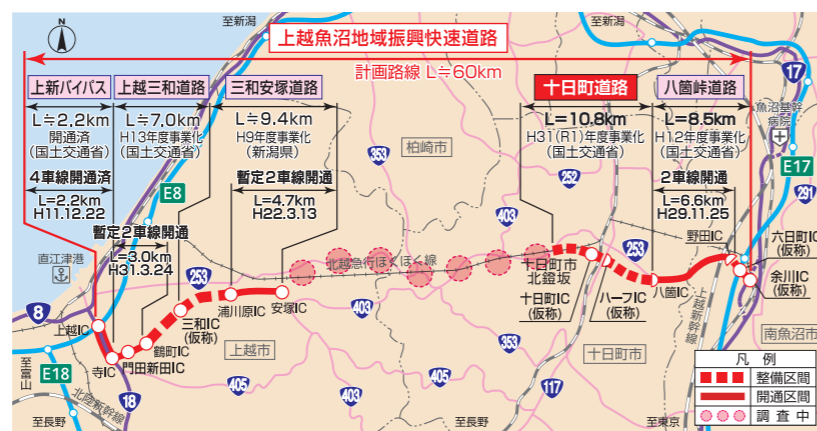 至新潟
至新潟
上越魚沼地域振興快速道路
計画路線 L≒60km
上新バイパス
上越三和道路
三和安塚道路
十日町道路
八箇峠道路
17
L≒2.2km
開通済
(国土交通省)
L≒7.0km
H13年度事業化
(国土交通省)
L≒9.4km
H9年度事業化
(新潟県)
L=10.8km
H31(R1)年度事業化
(国土交通省)
L=8.5km
H12年度事業化
(国土交通省)
魚沼基幹
病院
E17
291
柏崎市
353
252
403
E8
4車線開通済
L=2.2km
H11.12.22
暫定2車線開通
L=4.7km
H22.3.13
2車線開通
L=6.6km
H29.11.25
暫定2車線開通
L=3.0km
H31.3.24
直江津港
253
北越急行ほくほく線
十日町市
北鐙坂
253
野田IC
六日町IC
(仮称)
余川IC
(仮称)
十日町IC
(仮称)
ハーフIC
(仮称)
八箇IC
8
上越IC
三和IC
(仮称)
浦川原IC
安塚IC
403
鶴町IC
門田新田IC
寺IC
上越市
353
十日町市
上越新幹線
南魚沼市
至富山
E18
北陸新幹線
18
405
405
403
117
至長野
至長野
至東京
凡例
整備区間
開通区間
調査中